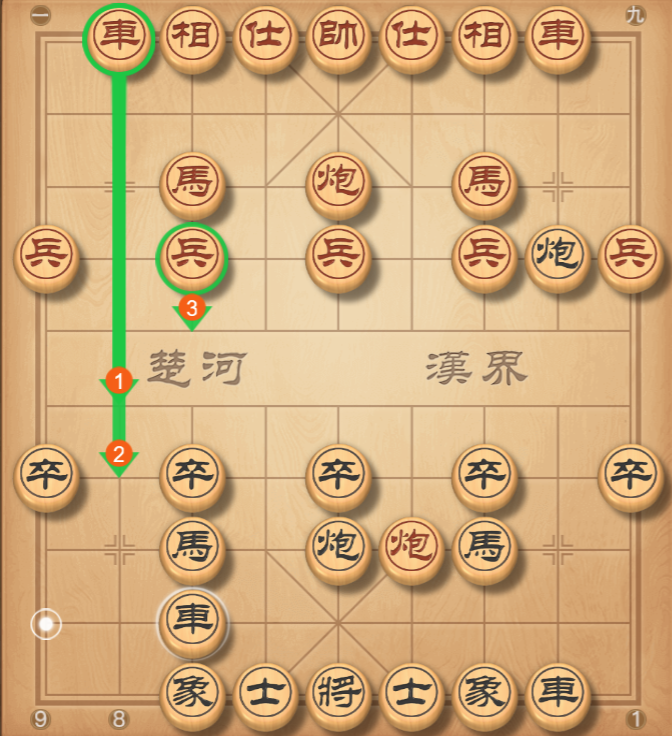 一 九
車 相 仕 帥 仕 相 車
馬 炮 馬
兵 兵 兵 兵 炮 兵
3
楚河 漢界
1
2
卒 卒 卒 卒 卒
馬 炮 炮 馬
車
象 士 將 士 象 車
9 8 1